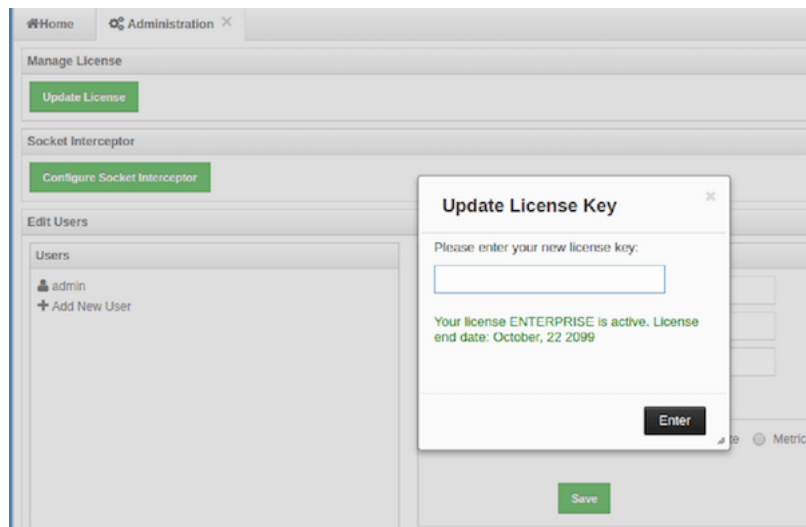 Home Administration
Manage License
Update License
Socket Interceptor
Configure Socket Interceptor
Edit Users
Users
admin
Add New User
Update License Key
Please enter your new license key:
Your license ENTERPRISE is active. License
end date: October, 22 2099
Enter
Metric
Save